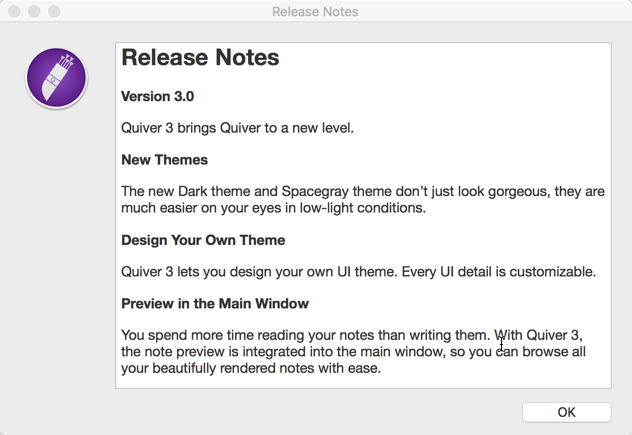 Release Notes
Release Notes
Version 3.0
Quiver 3 brings Quiver to a new level.
New Themes
The new Dark theme and Spacegray theme don’t just look gorgeous, they are
much easier on your eyes in low-light conditions.
Design Your Own Theme
Quiver 3 lets you design your own UI theme. Every UI detail is customizable.
Preview in the Main Window
You spend more time reading your notes than writing them. With Quiver 3,
the note preview is integrated into the main window, so you can browse all
your beautifully rendered notes with ease.
OK